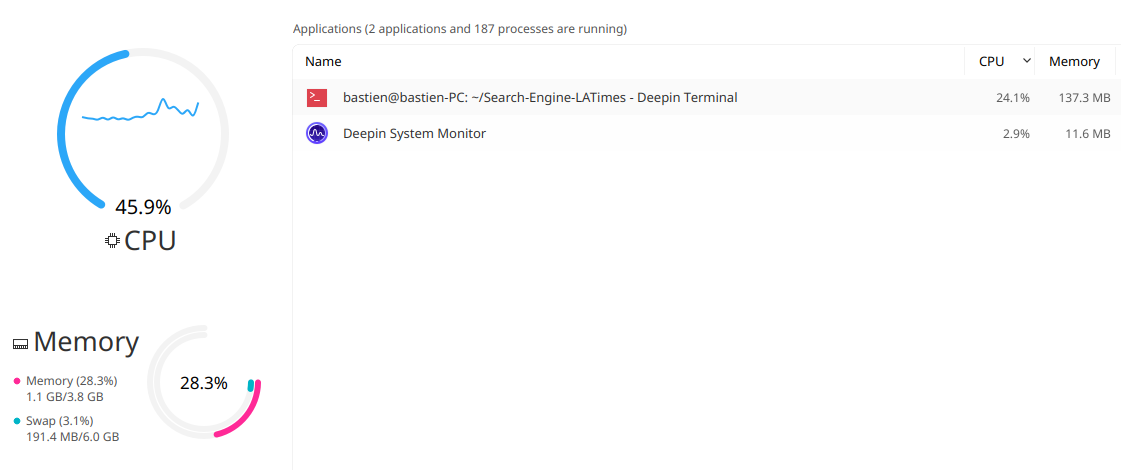 Applications (2 applications and 187 processes are running)
Name CPU Memory
bastien@bastien-PC: ~/Search-Engine-LATimes - Deepin Terminal 24.1% 137.3 MB
Deepin System Monitor 2.9% 11.6 MB
45.9%
CPU
Memory
28.3%
Memory (28.3%)
1.1 GB/3.8 GB
Swap (3.1%)
191.4 MB/6.0 GB